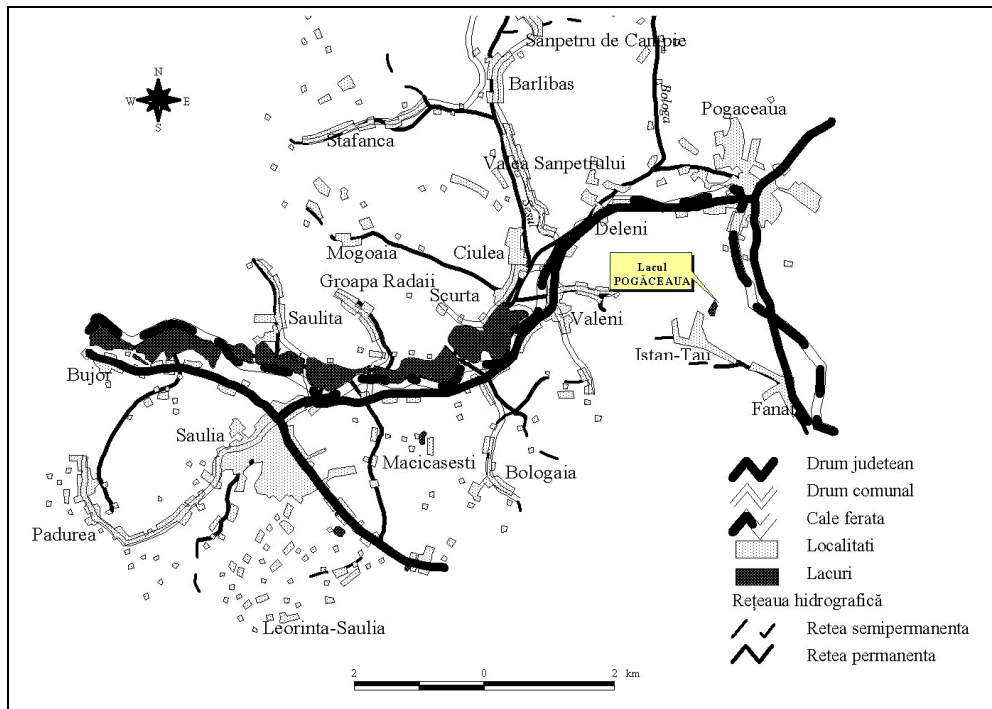 Sanpetru de Campie
Barlibas
N
W E
S
Bologa
Pogaceaua
Stafanca
Valea Sanpetrului
Sesu
Deleni
Mogoaia
Ciulea
Lacul
POGĂCEAUA
Groapa Radaii
Scurta
Saulita
Valeni
Istan-Tau
Bujor
Fanat
Saulia
Macicasesti
Bologaia
Padurea
Leorinta-Saulia
Drum judetean
Drum comunal
Cale ferata
Localitati
Lacuri
Rețeaua hidrografică
Retea semipermanenta
Retea permanenta
2 0 2 km